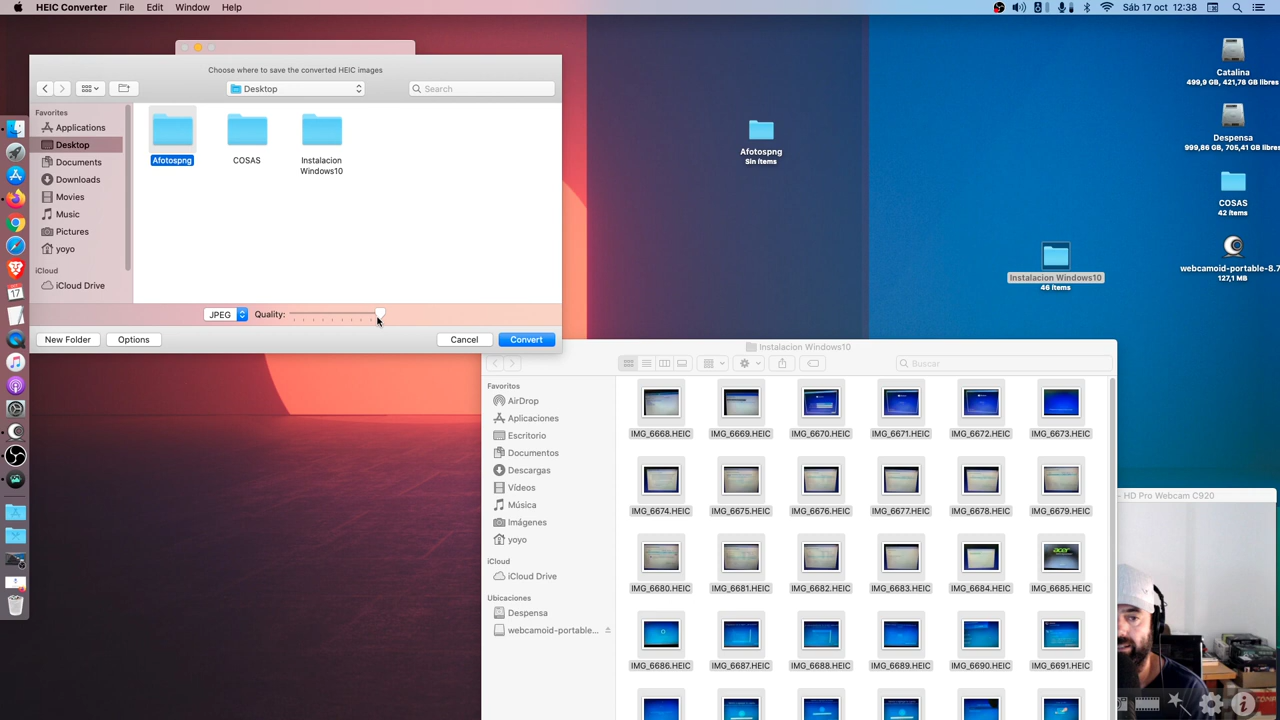 HEIC Converter File Edit Window Help
Sáb 17 oct 12:38
Choose where to save the converted HEIC images
Desktop
Search
Favorites
Applications
Desktop
Documents
Downloads
Movies
Music
Pictures
yoyo
iCloud
iCloud Drive
Afotospng
COSAS
Instalacion
Windows10
JPEG
Quality:
New Folder
Options
Cancel
Convert
17
Afotospng
Sin ítems
Instalacion Windows10
46 ítems
Catalina
499,9 GB, 421,78 GB libres
Despensa
999,86 GB, 705,41 GB libres
COSAS
42 ítems
webcamoid-portable-8.7
127,1 MB
Instalacion Windows10
Buscar
Favoritos
AirDrop
Aplicaciones
Escritorio
Documentos
Descargas
Vídeos
Música
Imágenes
yoyo
iCloud
iCloud Drive
Ubicaciones
Despensa
webcamoid-portable...
IMG_6668.HEIC IMG_6669.HEIC IMG_6670.HEIC IMG_6671.HEIC IMG_6672.HEIC IMG_6673.HEIC
IMG_6674.HEIC IMG_6675.HEIC IMG_6676.HEIC IMG_6677.HEIC IMG_6678.HEIC IMG_6679.HEIC
acer
IMG_6680.HEIC IMG_6681.HEIC IMG_6682.HEIC IMG_6683.HEIC IMG_6684.HEIC IMG_6685.HEIC
IMG_6686.HEIC IMG_6687.HEIC IMG_6688.HEIC IMG_6689.HEIC IMG_6690.HEIC IMG_6691.HEIC
– HD Pro Webcam C920